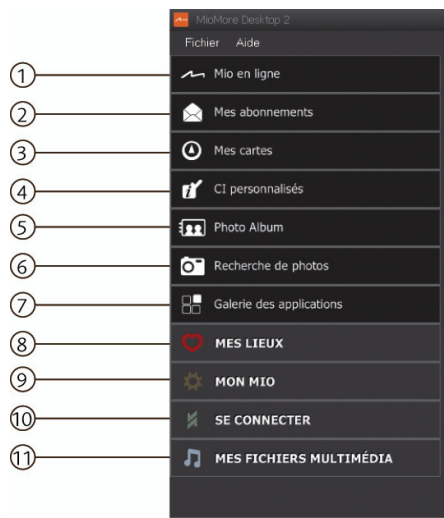 MioMore Desktop 2
Fichier Aide
1 Mio en ligne
2 Mes abonnements
3 Mes cartes
4 CI personnalisés
5 Photo Album
6 Recherche de photos
7 Galerie des applications
8 MES LIEUX
9 MON MIO
10 SE CONNECTER
11 MES FICHIERS MULTIMÉDIA